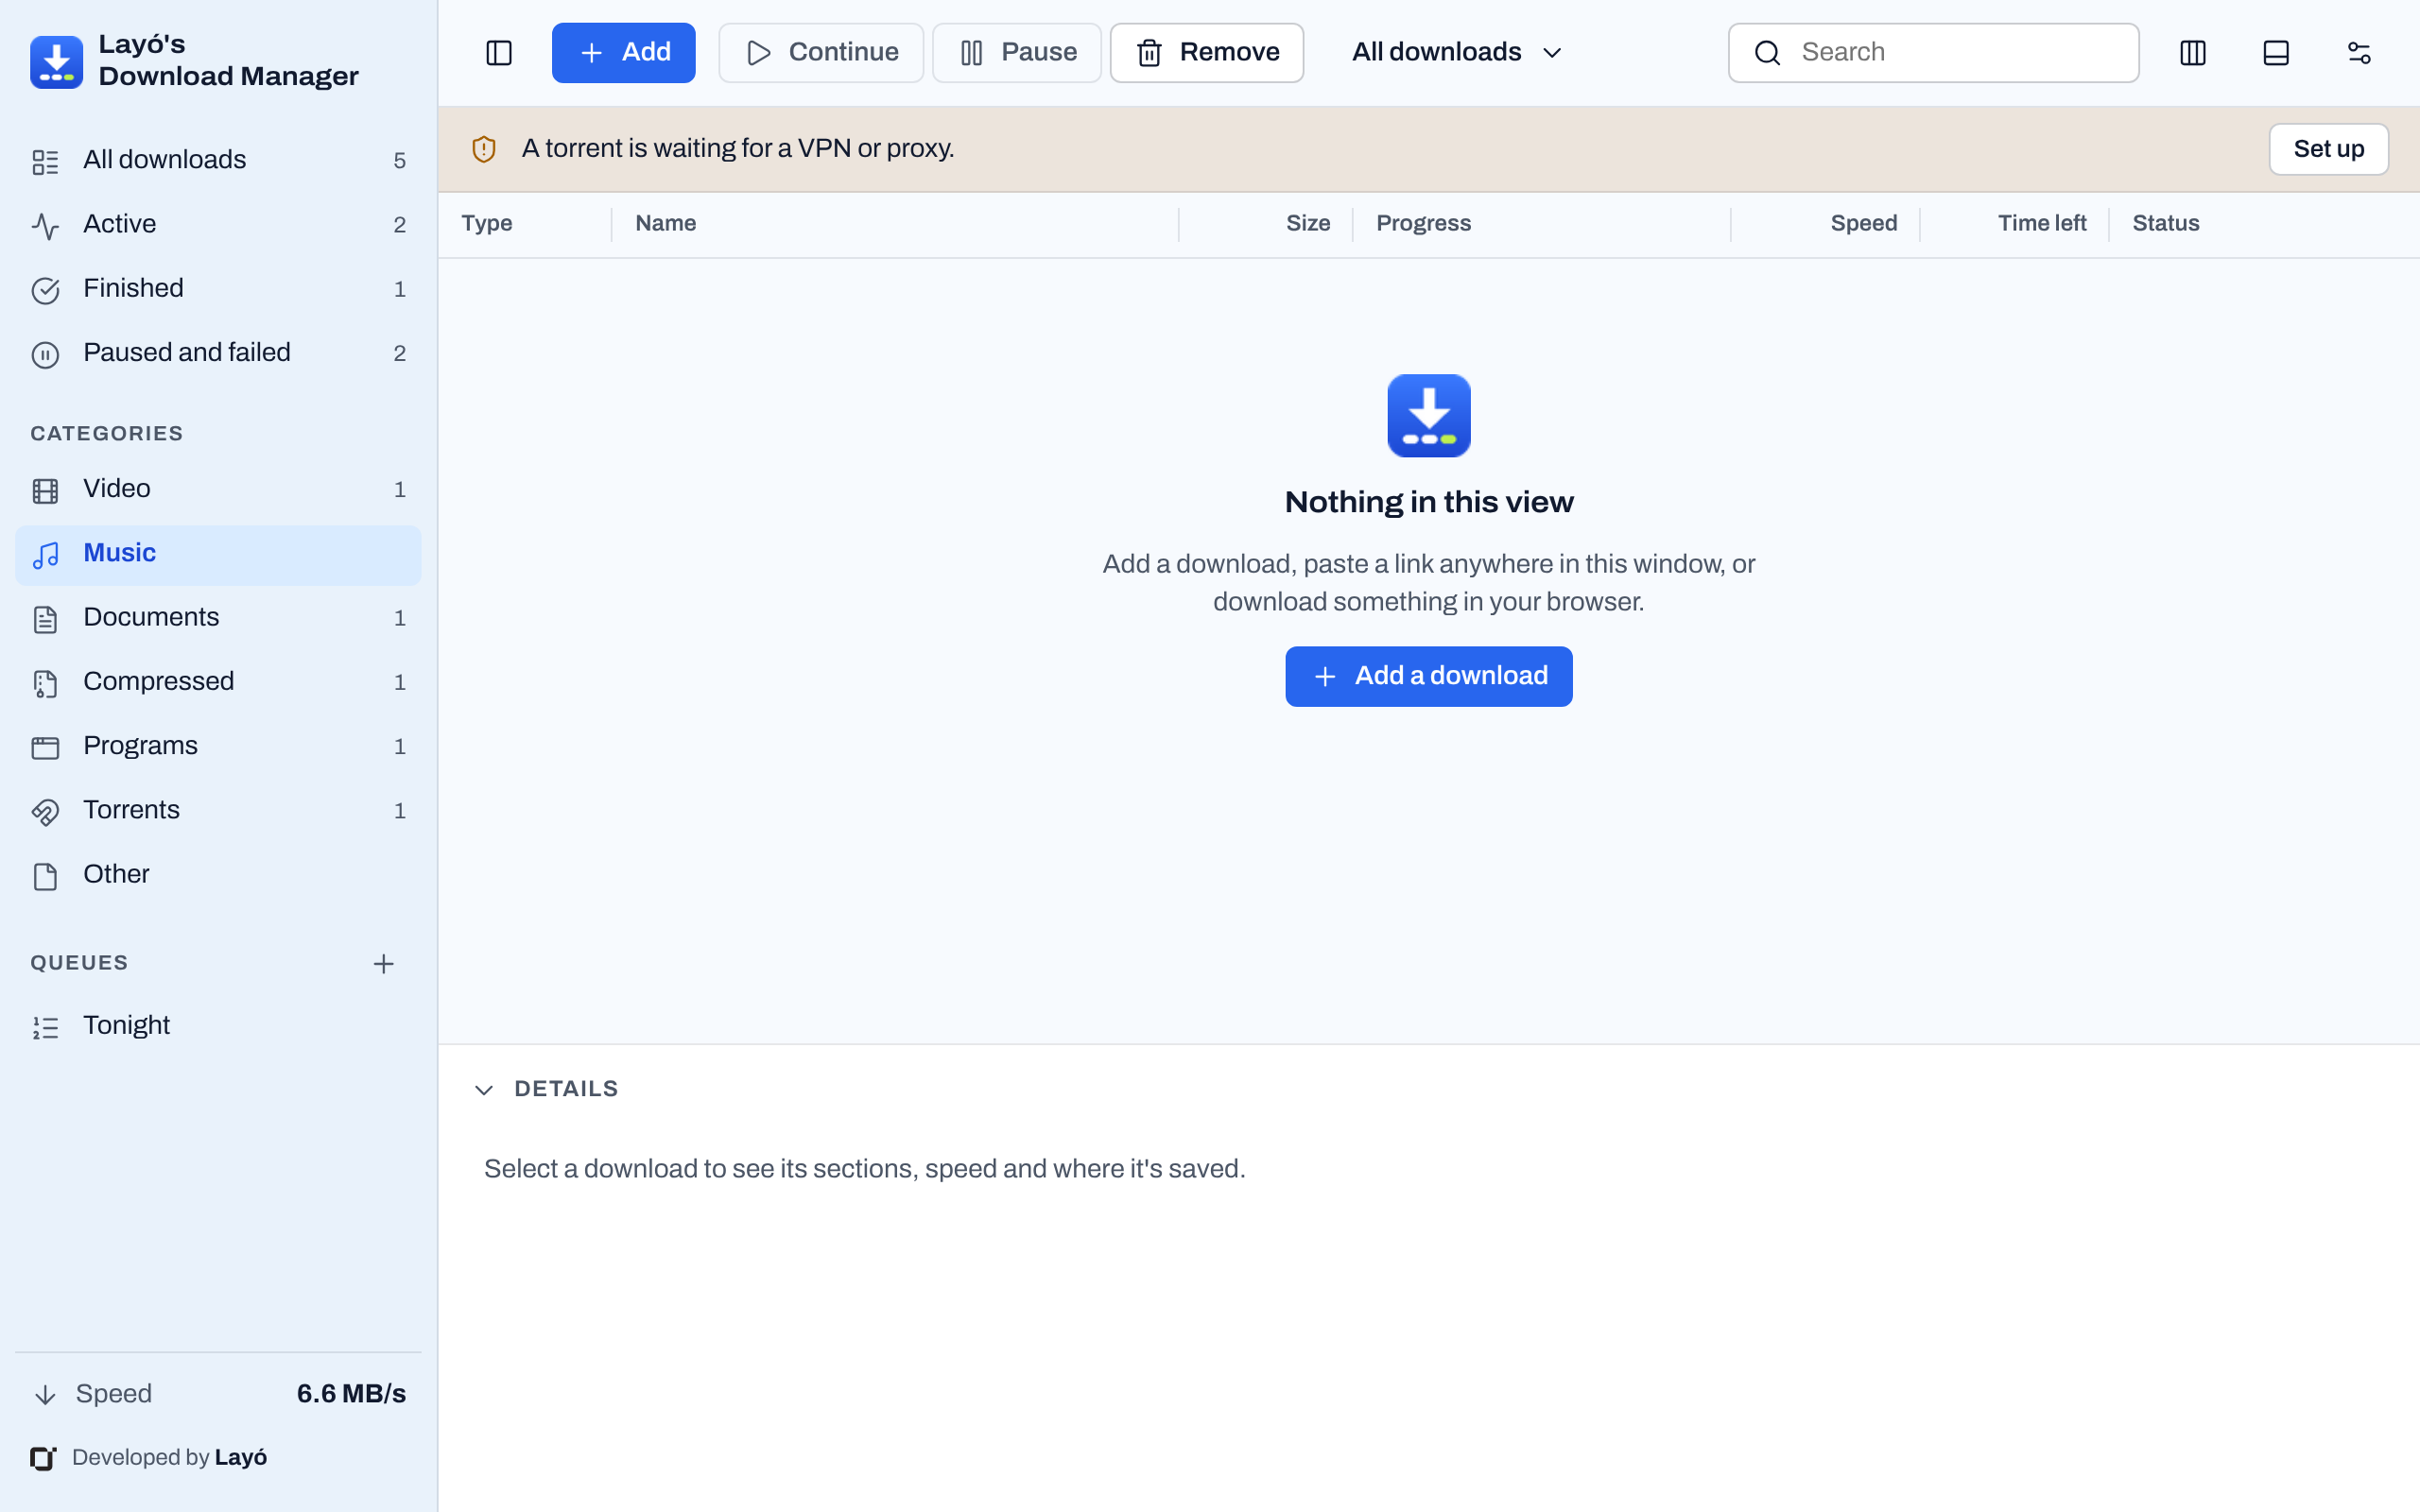 Layó's
Download Manager
All downloads 5
Active 2
Finished 1
Paused and failed 2
CATEGORIES
Video 1
Music
Documents 1
Compressed 1
Programs 1
Torrents 1
Other
QUEUES
Tonight
Speed 6.6 MB/s
Developed by Layó
Add Continue Pause Remove All downloads Search
A torrent is waiting for a VPN or proxy. Set up
Type Name Size Progress Speed Time left Status
Nothing in this view
Add a download, paste a link anywhere in this window, or
download something in your browser.
Add a download
DETAILS
Select a download to see its sections, speed and where it's saved.